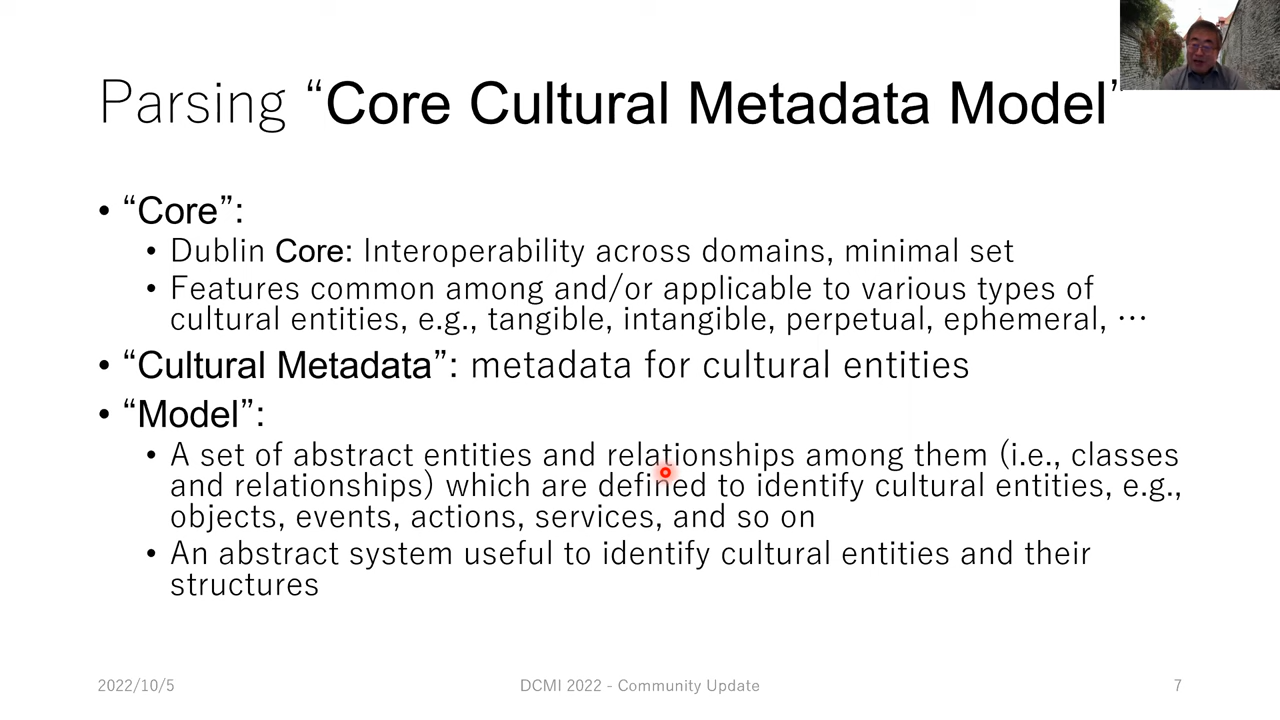 Parsing “Core Cultural Metadata Model”
• “Core”:
• Dublin Core: Interoperability across domains, minimal set
• Features common among and/or applicable to various types of
cultural entities, e.g., tangible, intangible, perpetual, ephemeral, …
• “Cultural Metadata”: metadata for cultural entities
• “Model”:
• A set of abstract entities and relationships among them (i.e., classes
and relationships) which are defined to identify cultural entities, e.g.,
objects, events, actions, services, and so on
• An abstract system useful to identify cultural entities and their
structures
2022/10/5
DCMI 2022 - Community Update
7